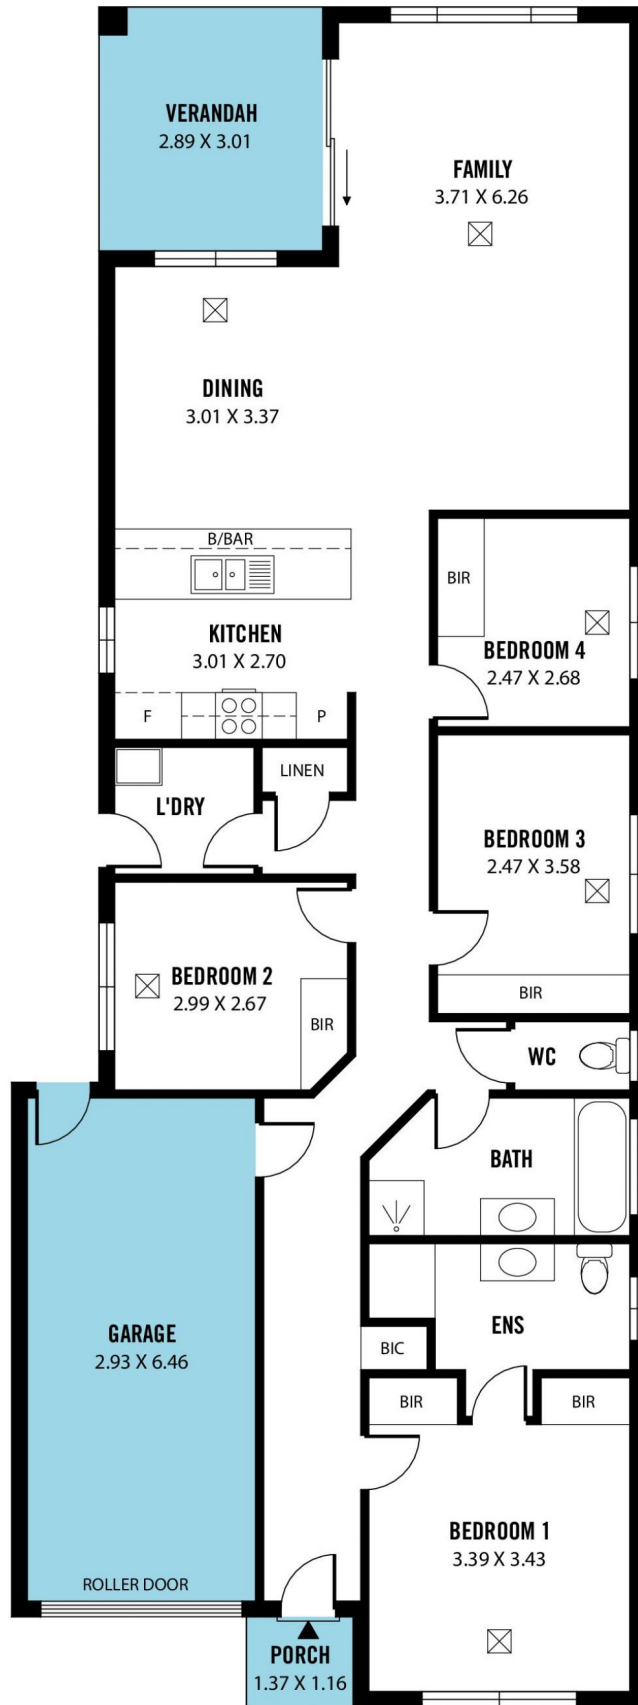 VERANDAH
2.89 X 3.01
FAMILY
3.71 X 6.26
DINING
3.01 X 3.37
B/BAR
BIR
KITCHEN
3.01 X 2.70
BEDROOM 4
2.47 X 2.68
F
P
LINEN
L'DRY
BEDROOM 3
2.47 X 3.58
BEDROOM 2
2.99 X 2.67
BIR
BIR
WC
BATH
GARAGE
2.93 X 6.46
ENS
BIC
BIR
BIR
BEDROOM 1
3.39 X 3.43
ROLLER DOOR
PORCH
1.37 X 1.16